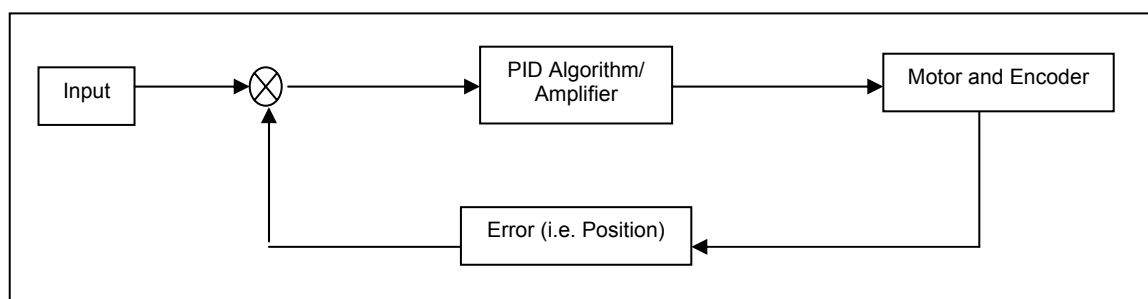 Input
PID Algorithm/
Amplifier
Motor and Encoder
Error (i.e. Position)